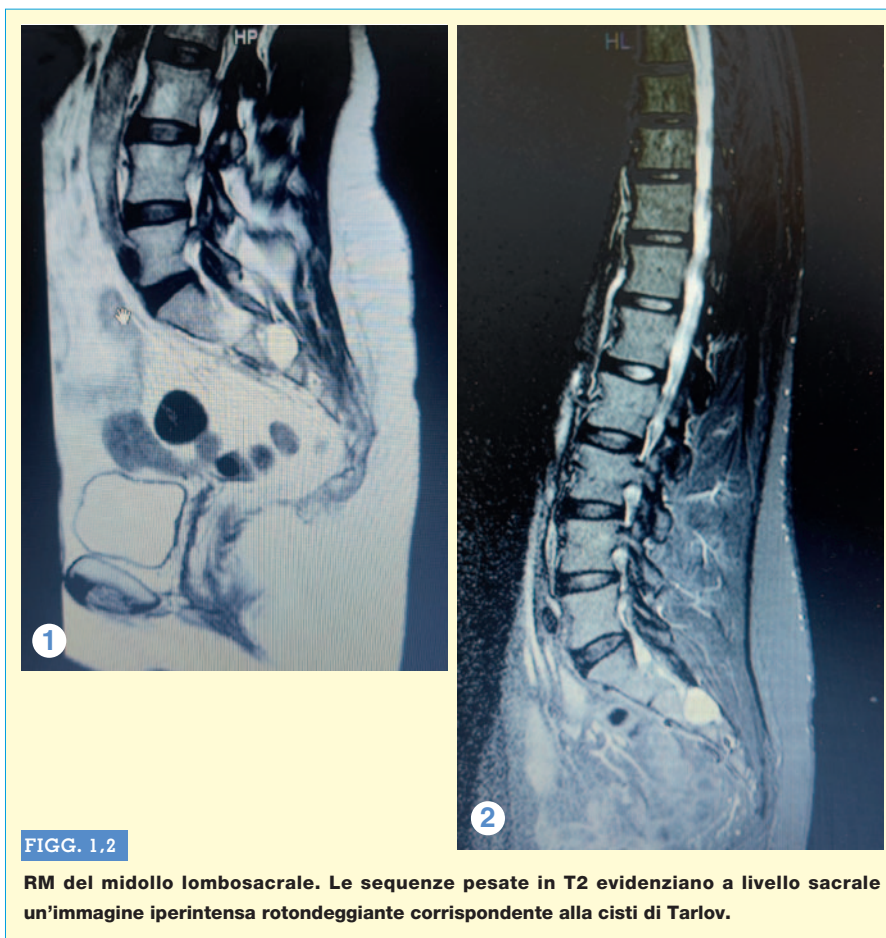 HP
HL
1
2
FIGG. 1,2
RM del midollo lombosacrale. Le sequenze pesate in T2 evidenziano a livello sacrale
un'immagine iperintensa rotondeggiante corrispondente alla cisti di Tarlov.